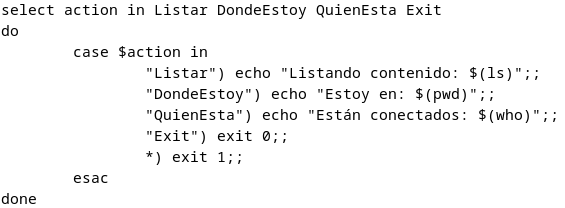 select action in Listar DondeEstoy QuienEsta Exit
do
        case $action in
                "Listar") echo "Listando contenido: $(ls)";;
                "DondeEstoy") echo "Estoy en: $(pwd)";;
                "QuienEsta") echo "Están conectados: $(who)";;
                "Exit") exit 0;;
                *) exit 1;;
        esac
done